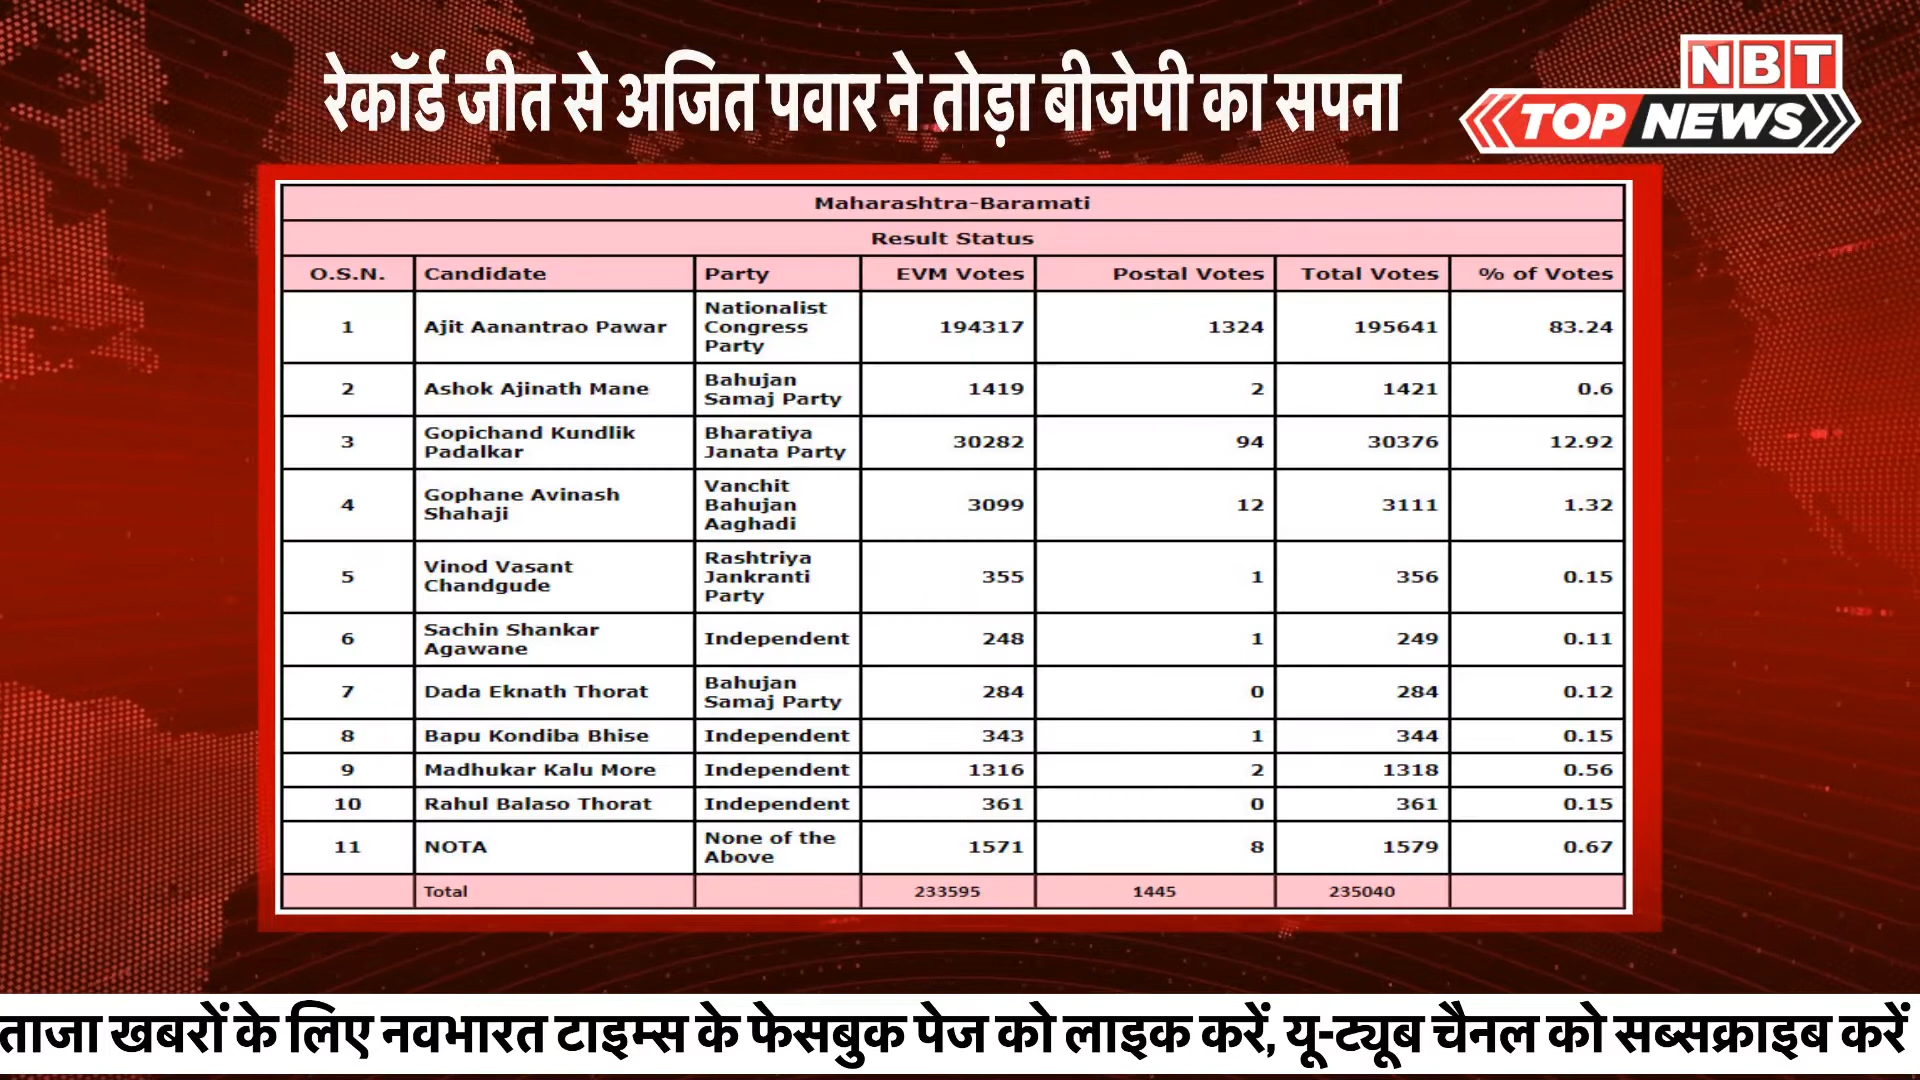 रेकॉर्ड जीत से अजित पवार ने तोड़ा बीजेपी का सपना
NBT
TOP NEWS
Maharashtra-Baramati
Result Status
O.S.N. Candidate Party EVM Votes Postal Votes Total Votes % of Votes
1 Ajit Aanantrao Pawar Nationalist Congress Party 194317 1324 195641 83.24
2 Ashok Ajinath Mane Bahujan Samaj Party 1419 2 1421 0.6
3 Gopichand Kundlik Padalkar Bharatiya Janata Party 30282 94 30376 12.92
4 Gophane Avinash Shahaji Vanchit Bahujan Aaghadi 3099 12 3111 1.32
5 Vinod Vasant Chandgude Rashtriya Jankranti Party 355 1 356 0.15
6 Sachin Shankar Agawane Independent 248 1 249 0.11
7 Dada Eknath Thorat Bahujan Samaj Party 284 0 284 0.12
8 Bapu Kondiba Bhise Independent 343 1 344 0.15
9 Madhukar Kalu More Independent 1316 2 1318 0.56
10 Rahul Balaso Thorat Independent 361 0 361 0.15
11 NOTA None of the Above 1571 8 1579 0.67
Total 233595 1445 235040
ताजा खबरों के लिए नवभारत टाइम्स के फेसबुक पेज को लाइक करें, यू-ट्यूब चैनल को सब्सक्राइब करें